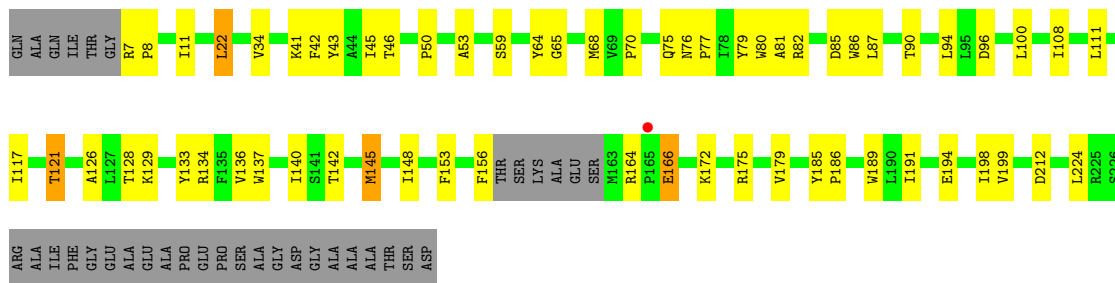 GLN ALA GLN ILE THR GLY R7 P8 I11 L22 V34 K41 F42 Y43 A44 I45 T46 P50 A53 S59 Y64 G65 M68 V69 P70 Q75 N76 P77 I78 Y79 W80 A81 R82 D85 W86 L87 T90 L94 L95 D96 L100 I108 L111
I117 T121 A126 L127 T128 K129 Y133 R134 F135 V136 W137 I140 S141 T142 M145 I148 F153 F156 THR SER LYS ALA GLU SER M163 R164 P165 E166 K172 R175 V179 Y185 P186 W189 L190 I191 E194 I198 V199 D212 L224 R225 S226
ARG ALA ILE PHE GLY GLU ALA GLU ALA PRO GLU PRO SER ALA GLY ASP GLY ALA ALA ALA THR SER ASP